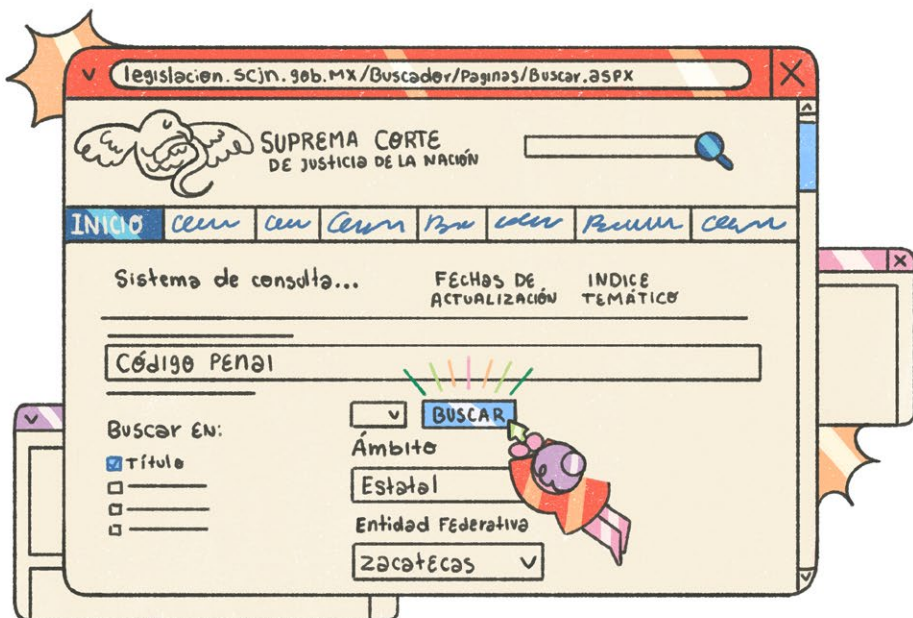 legislacion.scjn.gob.mx/Buscador/Paginas/Buscar.aspx
SUPREMA CORTE
DE JUSTICIA DE LA NACIÓN
INICIO
Sistema de consulta...
FECHAS DE
ACTUALIZACIÓN
INDICE
TEMÁTICO
Código PENal
BUSCAR
Buscar EN:
Título
Ámbito
Estatal
Entidad Federativa
zacatecas